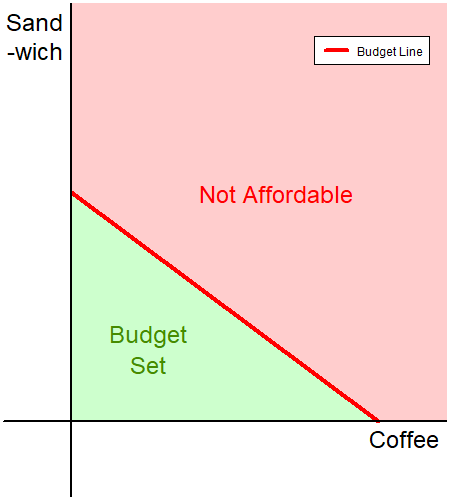 Sand
-wich
Budget Line
Not Affordable
Budget
Set
Coffee